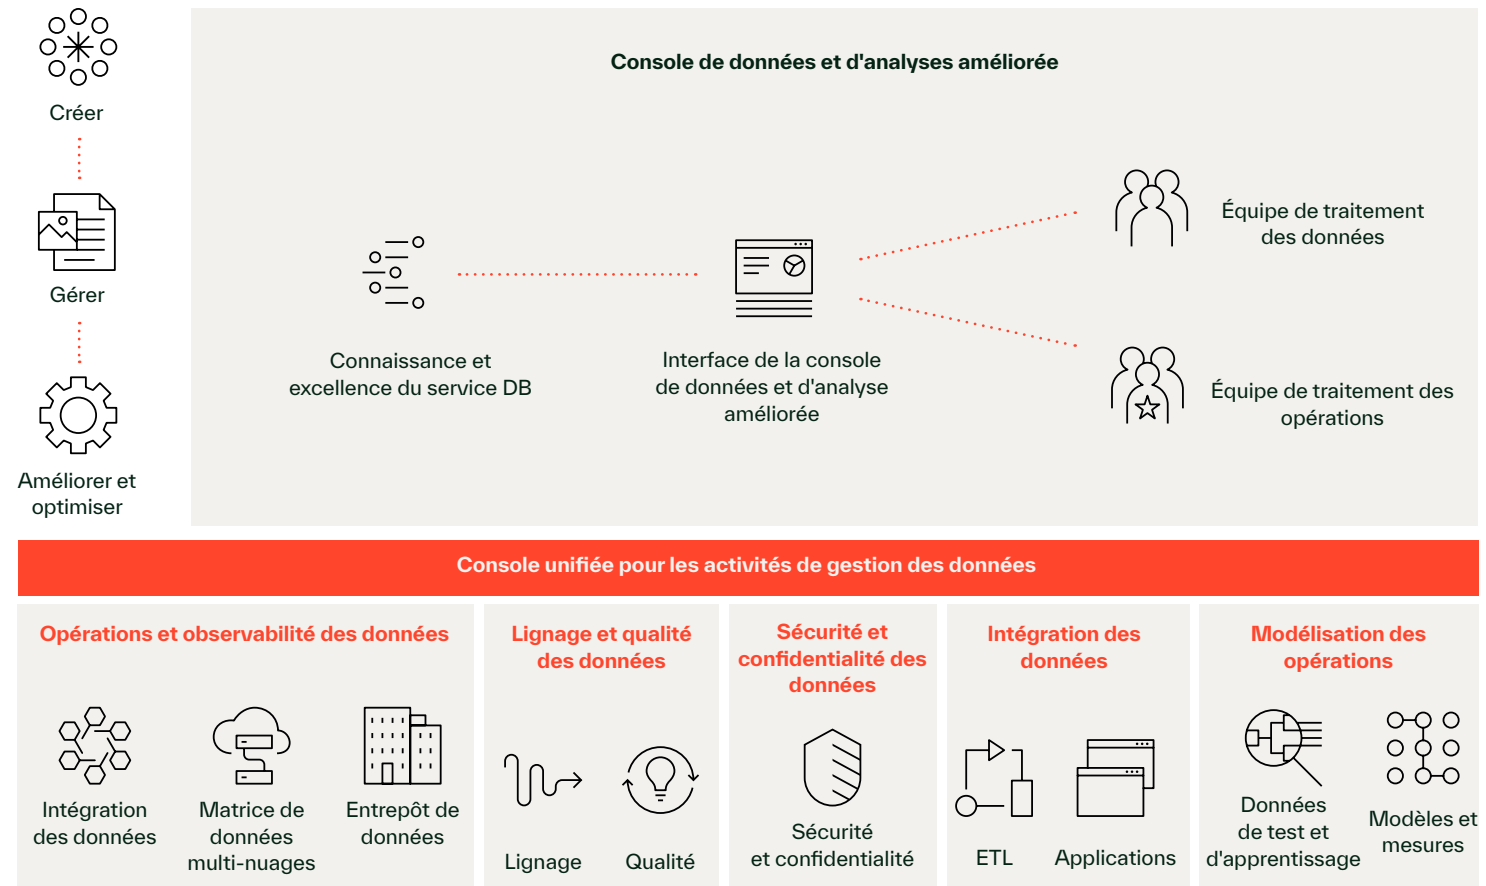 Créer
Gérer
Améliorer et
optimiser
Console de données et d'analyses améliorée
Connaissance et
excellence du service DB
Interface de la console
de données et d'analyse
améliorée
Équipe de traitement
des données
Équipe de traitement des
opérations
Console unifiée pour les activités de gestion des données
Opérations et observabilité des données
Intégration
des données
Matrice de
données
multi-nuages
Entrepôt de
données
Lignage et qualité
des données
Lignage
Qualité
Sécurité et
confidentialité des
données
Sécurité
et confidentialité
Intégration des
données
ETL
Applications
Modélisation des
opérations
Données
de test et
d'apprentissage
Modèles et
mesures